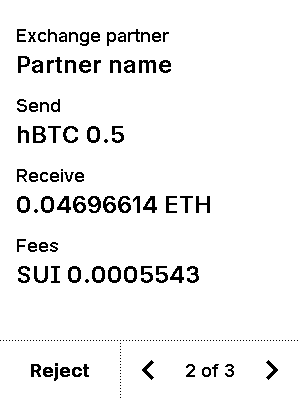 Exchange partner
Partner name
Send
hBTC 0.5
Receive
0.04696614 ETH
Fees
SUI 0.0005543
Reject
2 of 3